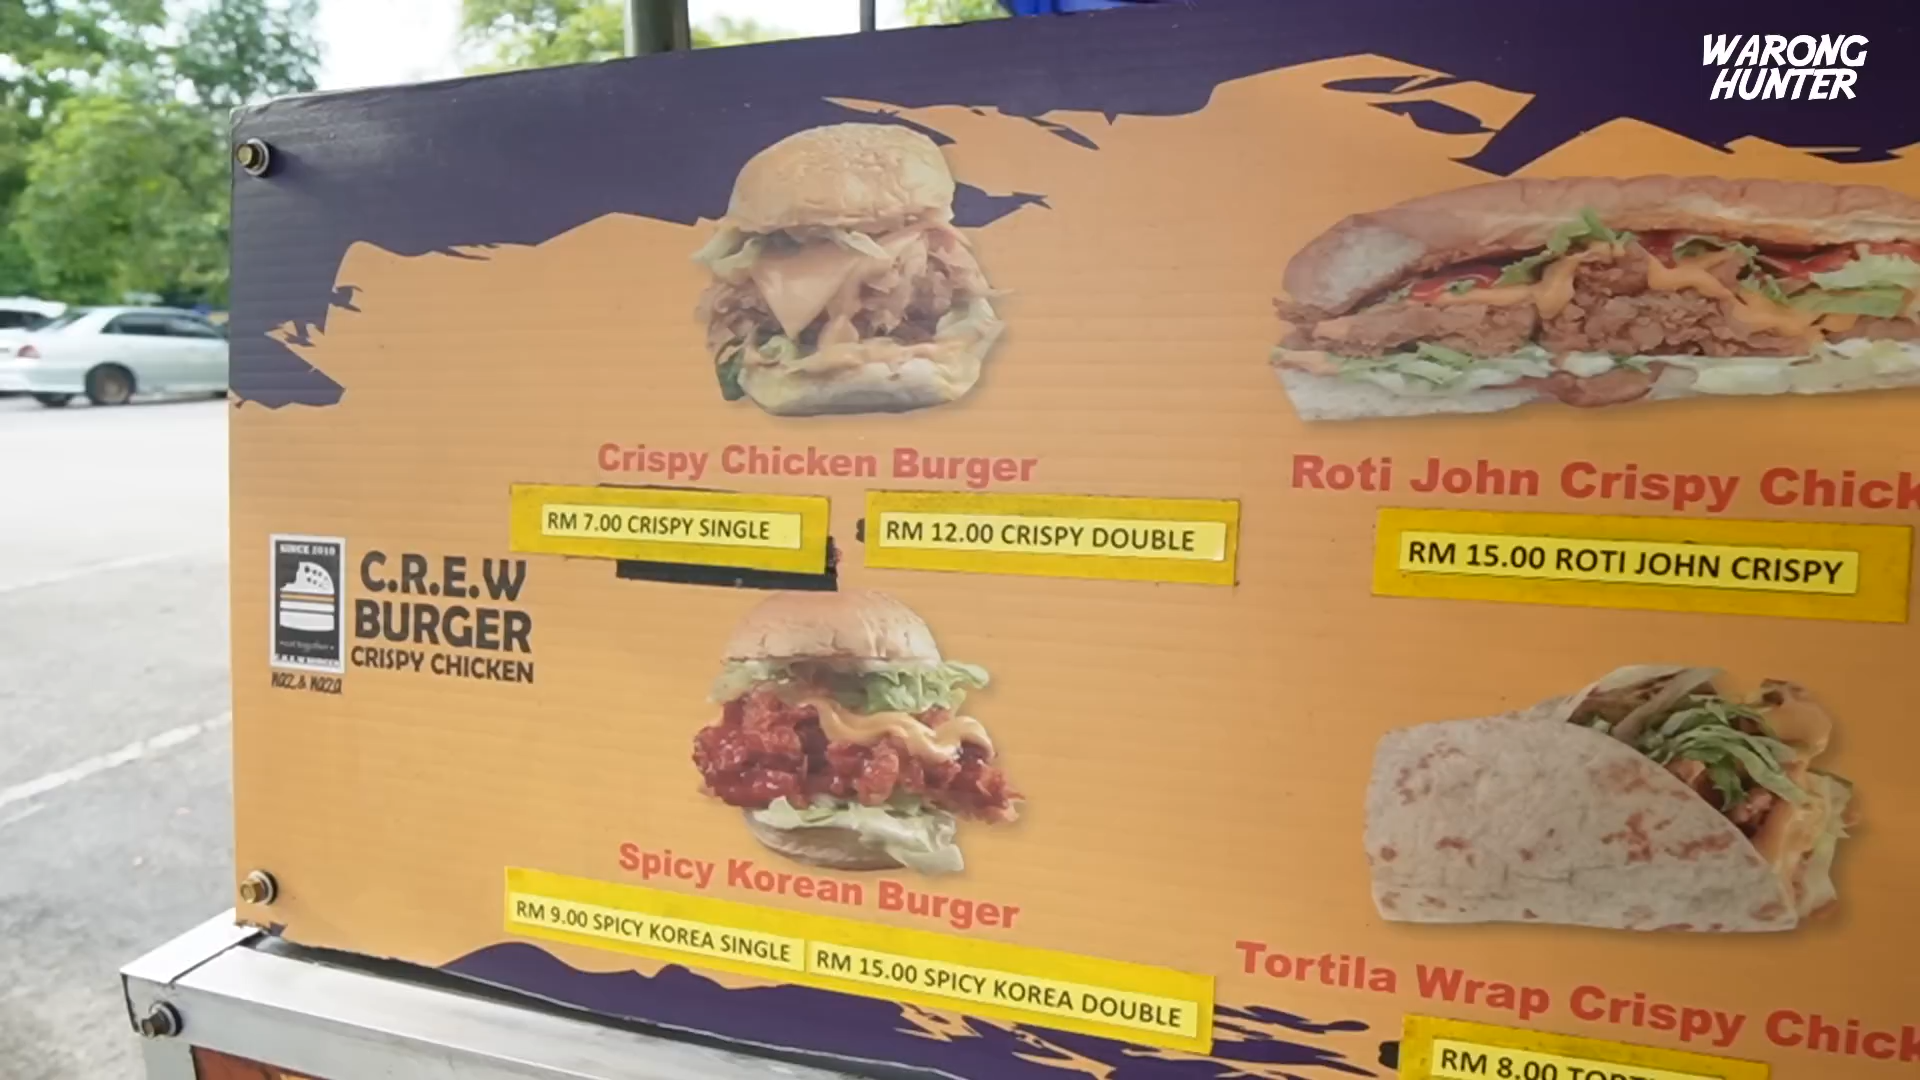 WARONG
HUNTER
Crispy Chicken Burger
RM 7.00 CRISPY SINGLE
RM 12.00 CRISPY DOUBLE
Roti John Crispy Chick
RM 15.00 ROTI JOHN CRISPY
SINCE 2010
C.R.E.W
BURGER
CRISPY CHICKEN
Spicy Korean Burger
RM 9.00 SPICY KOREA SINGLE
RM 15.00 SPICY KOREA DOUBLE
Tortila Wrap Crispy Chick
RM 8.00